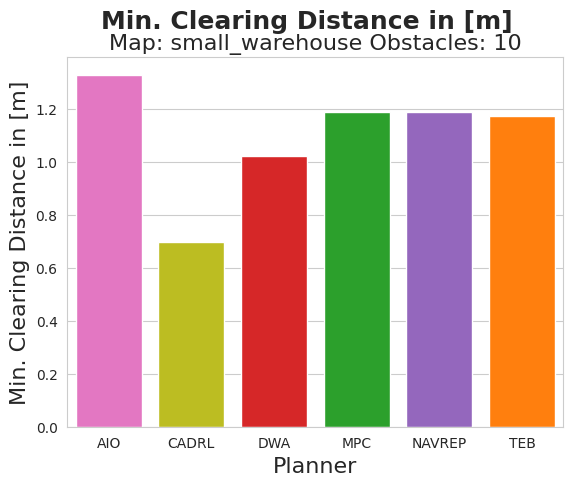 Min. Clearing Distance in [m]
Map: small_warehouse Obstacles: 10
Min. Clearing Distance in [m]
1.2
1.0
0.8
0.6
0.4
0.2
0.0
AIO CADRL DWA MPC NAVREP TEB
Planner